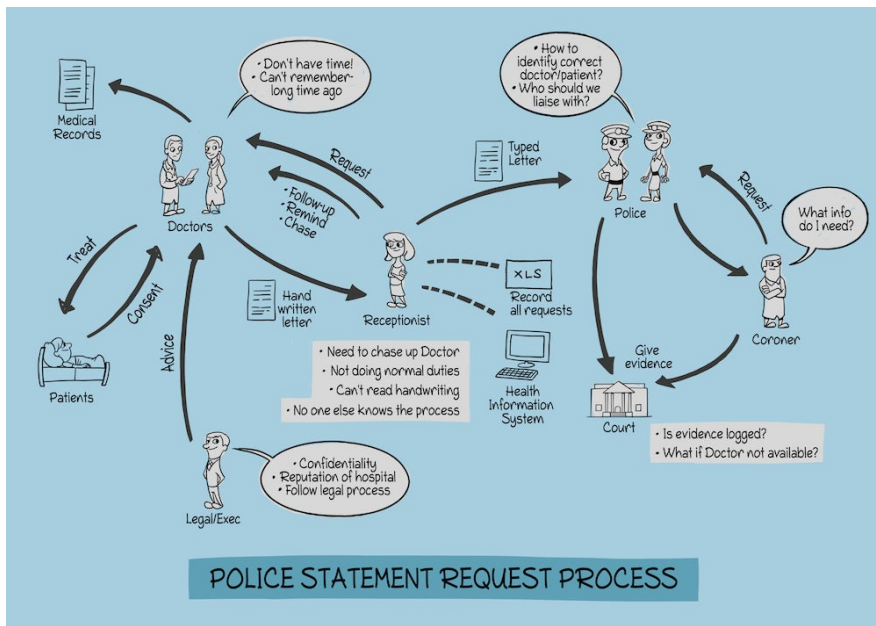 • Don't have time!
• Can't remember-
long time ago
Medical
Records
Doctors
Request
• Follow-up
• Remind
• Chase
Treat
Consent
Patients
Advice
Hand
written
letter
Receptionist
Typed
Letter
• How to
identify correct
doctor/patient?
• Who should we
liaise with?
Police
Request
What info
do I need?
Coroner
XLS
Record
all requests
Health
Information
System
• Need to chase up Doctor
• Not doing normal duties
• Can't read handwriting
• No one else knows the process
Give
evidence
Court
• Is evidence logged?
• What if Doctor not available?
• Confidentiality
• Reputation of hospital
• Follow legal process
Legal/Exec
POLICE STATEMENT REQUEST PROCESS